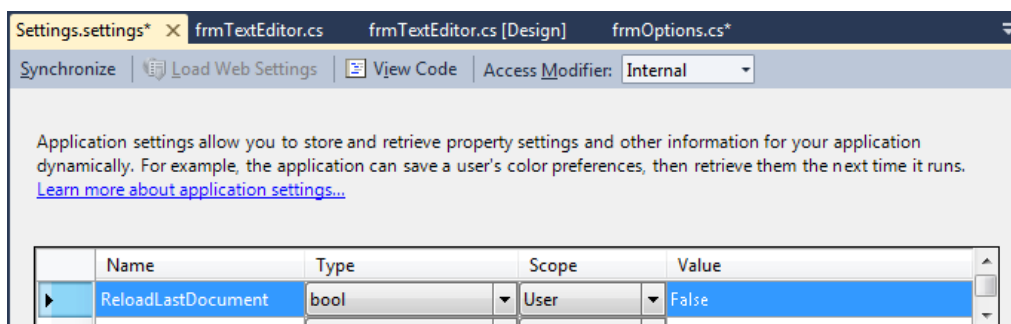 Settings.settings* frmTextEditor.cs frmTextEditor.cs [Design] frmOptions.cs*
Synchronize Load Web Settings View Code Access Modifier: Internal
Application settings allow you to store and retrieve property settings and other information for your application
dynamically. For example, the application can save a user's color preferences, then retrieve them the next time it runs.
Learn more about application settings...
Name Type Scope Value
ReloadLastDocument bool User False